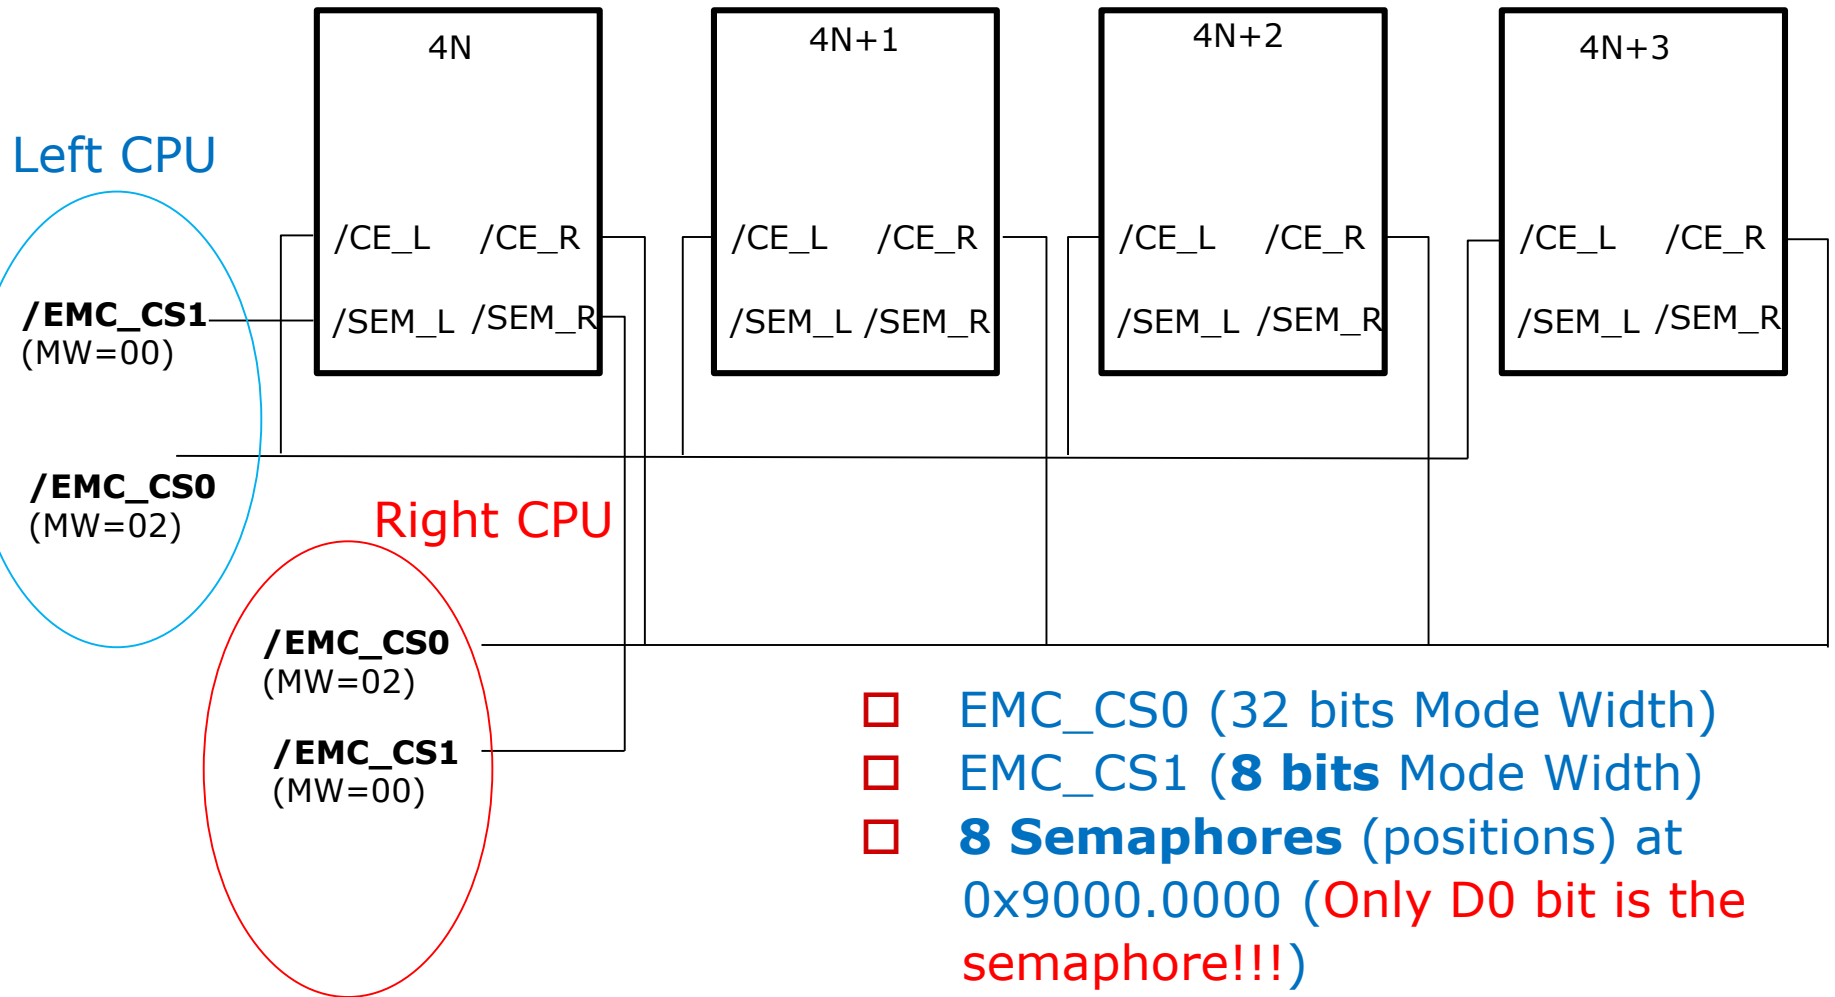 4N
4N+1
4N+2
4N+3
Left CPU
/CE_L /CE_R
/CE_L /CE_R
/CE_L /CE_R
/CE_L /CE_R
/EMC_CS1
(MW=00)
/SEM_L /SEM_R
/SEM_L /SEM_R
/SEM_L /SEM_R
/SEM_L /SEM_R
/EMC_CS0
(MW=02)
Right CPU
/EMC_CS0
(MW=02)
/EMC_CS1
(MW=00)
EMC_CS0 (32 bits Mode Width)
EMC_CS1 (8 bits Mode Width)
8 Semaphores (positions) at
0x9000.0000 (Only D0 bit is the
semaphore!!!)